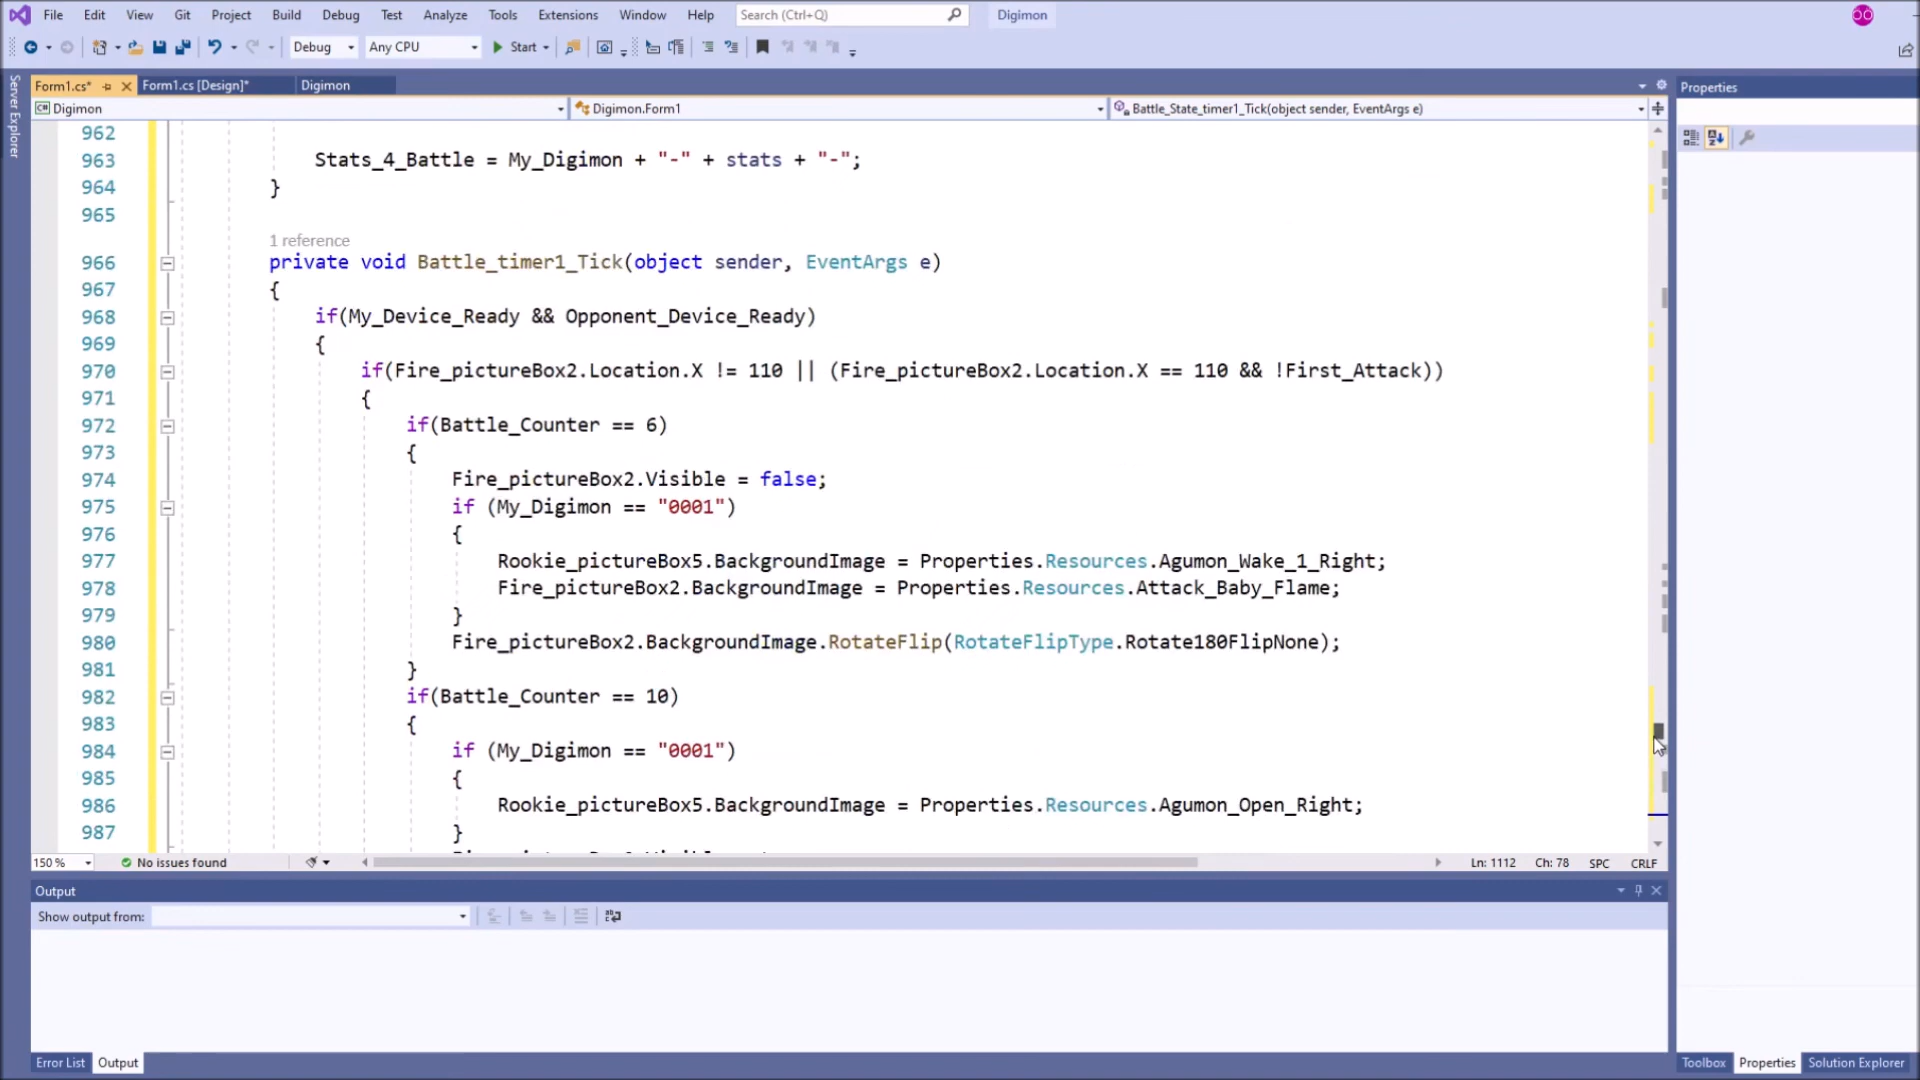 File Edit View Git Project Build Debug Test Analyze Tools Extensions Window Help Search (Ctrl+Q) Digimon
Debug Any CPU Start
Form1.cs* Form1.cs [Design]* Digimon
Digimon Digimon.Form1 Battle_State_timer1_Tick(object sender, EventArgs e)
Server Explorer
962
963 Stats_4_Battle = My_Digimon + "-" + stats + "-";
964 }
965
1 reference
966 private void Battle_timer1_Tick(object sender, EventArgs e)
967 {
968 if(My_Device_Ready && Opponent_Device_Ready)
969 {
970 if(Fire_pictureBox2.Location.X != 110 || (Fire_pictureBox2.Location.X == 110 && !First_Attack))
971 {
972 if(Battle_Counter == 6)
973 {
974 Fire_pictureBox2.Visible = false;
975 if (My_Digimon == "0001")
976 {
977 Rookie_pictureBox5.BackgroundImage = Properties.Resources.Agumon_Wake_1_Right;
978 Fire_pictureBox2.BackgroundImage = Properties.Resources.Attack_Baby_Flame;
979 }
980 Fire_pictureBox2.BackgroundImage.RotateFlip(RotateFlipType.Rotate180FlipNone);
981 }
982 if(Battle_Counter == 10)
983 {
984 if (My_Digimon == "0001")
985 {
986 Rookie_pictureBox5.BackgroundImage = Properties.Resources.Agumon_Open_Right;
987 }
150 % No issues found Ln: 1112 Ch: 78 SPC CRLF
Output
Show output from:
Error List Output
Properties
Toolbox Properties Solution Explorer